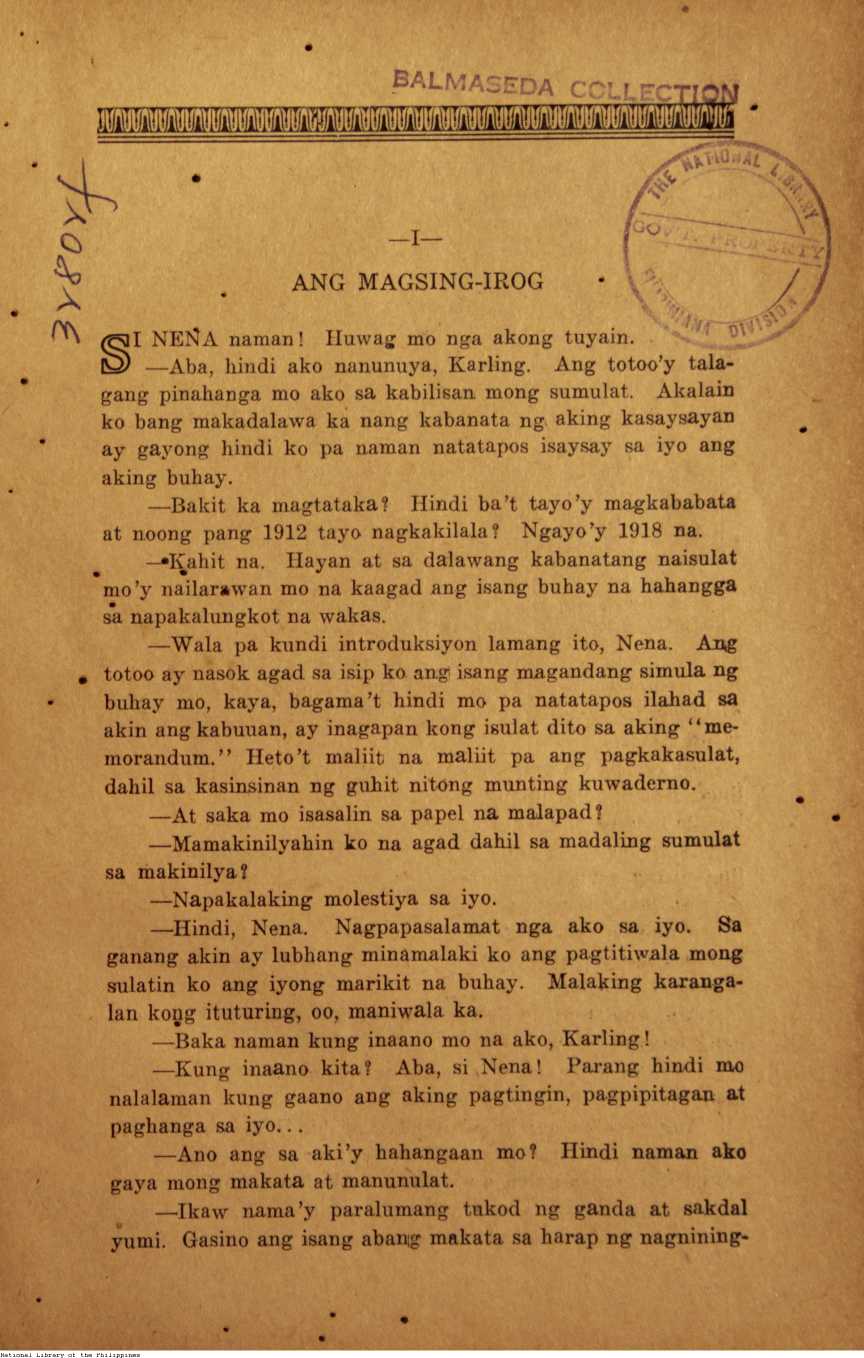 BALMASEDA COLLECTION
THE NATIONAL LIBRARY
GOVT. PROPERTY
DIVISION
—I—
ANG MAGSING-IROG
SI NENA naman! Huwag mo nga akong tuyain.
—Aba, hindi ako nanunuya, Karling. Ang totoo'y tala-
gang pinahanga mo ako sa kabilisan mong sumulat. Akalain
ko bang makadalawa ka nang kabanata ng aking kasaysayan
ay gayong hindi ko pa naman natatapos isaysay sa iyo ang
aking buhay.
—Bakit ka magtataka? Hindi ba't tayo'y magkababata
at noong pang 1912 tayo nagkakilala? Ngayo'y 1918 na.
—Kahit na. Hayan at sa dalawang kabanatang naisulat
mo'y nailarawan mo na kaagad ang isang buhay na hahangga
sa napakalungkot na wakas.
—Wala pa kundi introduksiyon lamang ito, Nena. Ang
totoo ay nasok agad sa isip ko ang isang magandang simula ng
buhay mo, kaya, bagama't hindi mo pa natatapos ilahad sa
akin ang kabuuan, ay inagapan kong isulat dito sa aking "me-
morandum." Heto't maliit na maliit pa ang pagkakasulat,
dahil sa kasinsinan ng guhit nitong munting kuwaderno.
—At saka mo isasalin sa papel na malapad?
—Mamakinilyahin ko na agad dahil sa madaling sumulat
sa makinilya?
—Napakalaking molestiya sa iyo.
—Hindi, Nena. Nagpapasalamat nga ako sa iyo. Sa
ganang akin ay lubhang minamalaki ko ang pagtitiwala mong
sulatin ko ang iyong marikit na buhay. Malaking karanga-
lan kong ituturing, oo, maniwala ka.
—Baka naman kung inaano mo na ako, Karling!
—Kung inaano kita? Aba, si Nena! Parang hindi mo
nalalaman kung gaano ang aking pagtingin, pagpipitagan at
paghanga sa iyo...
—Ano ang sa aki'y hahangaan mo? Hindi naman ako
gaya mong makata at manunulat.
—Ikaw nama'y paralumang tukod ng ganda at sakdal
yumi. Gasino ang isang abang makata sa harap ng nagnining-
National Library of the Philippines